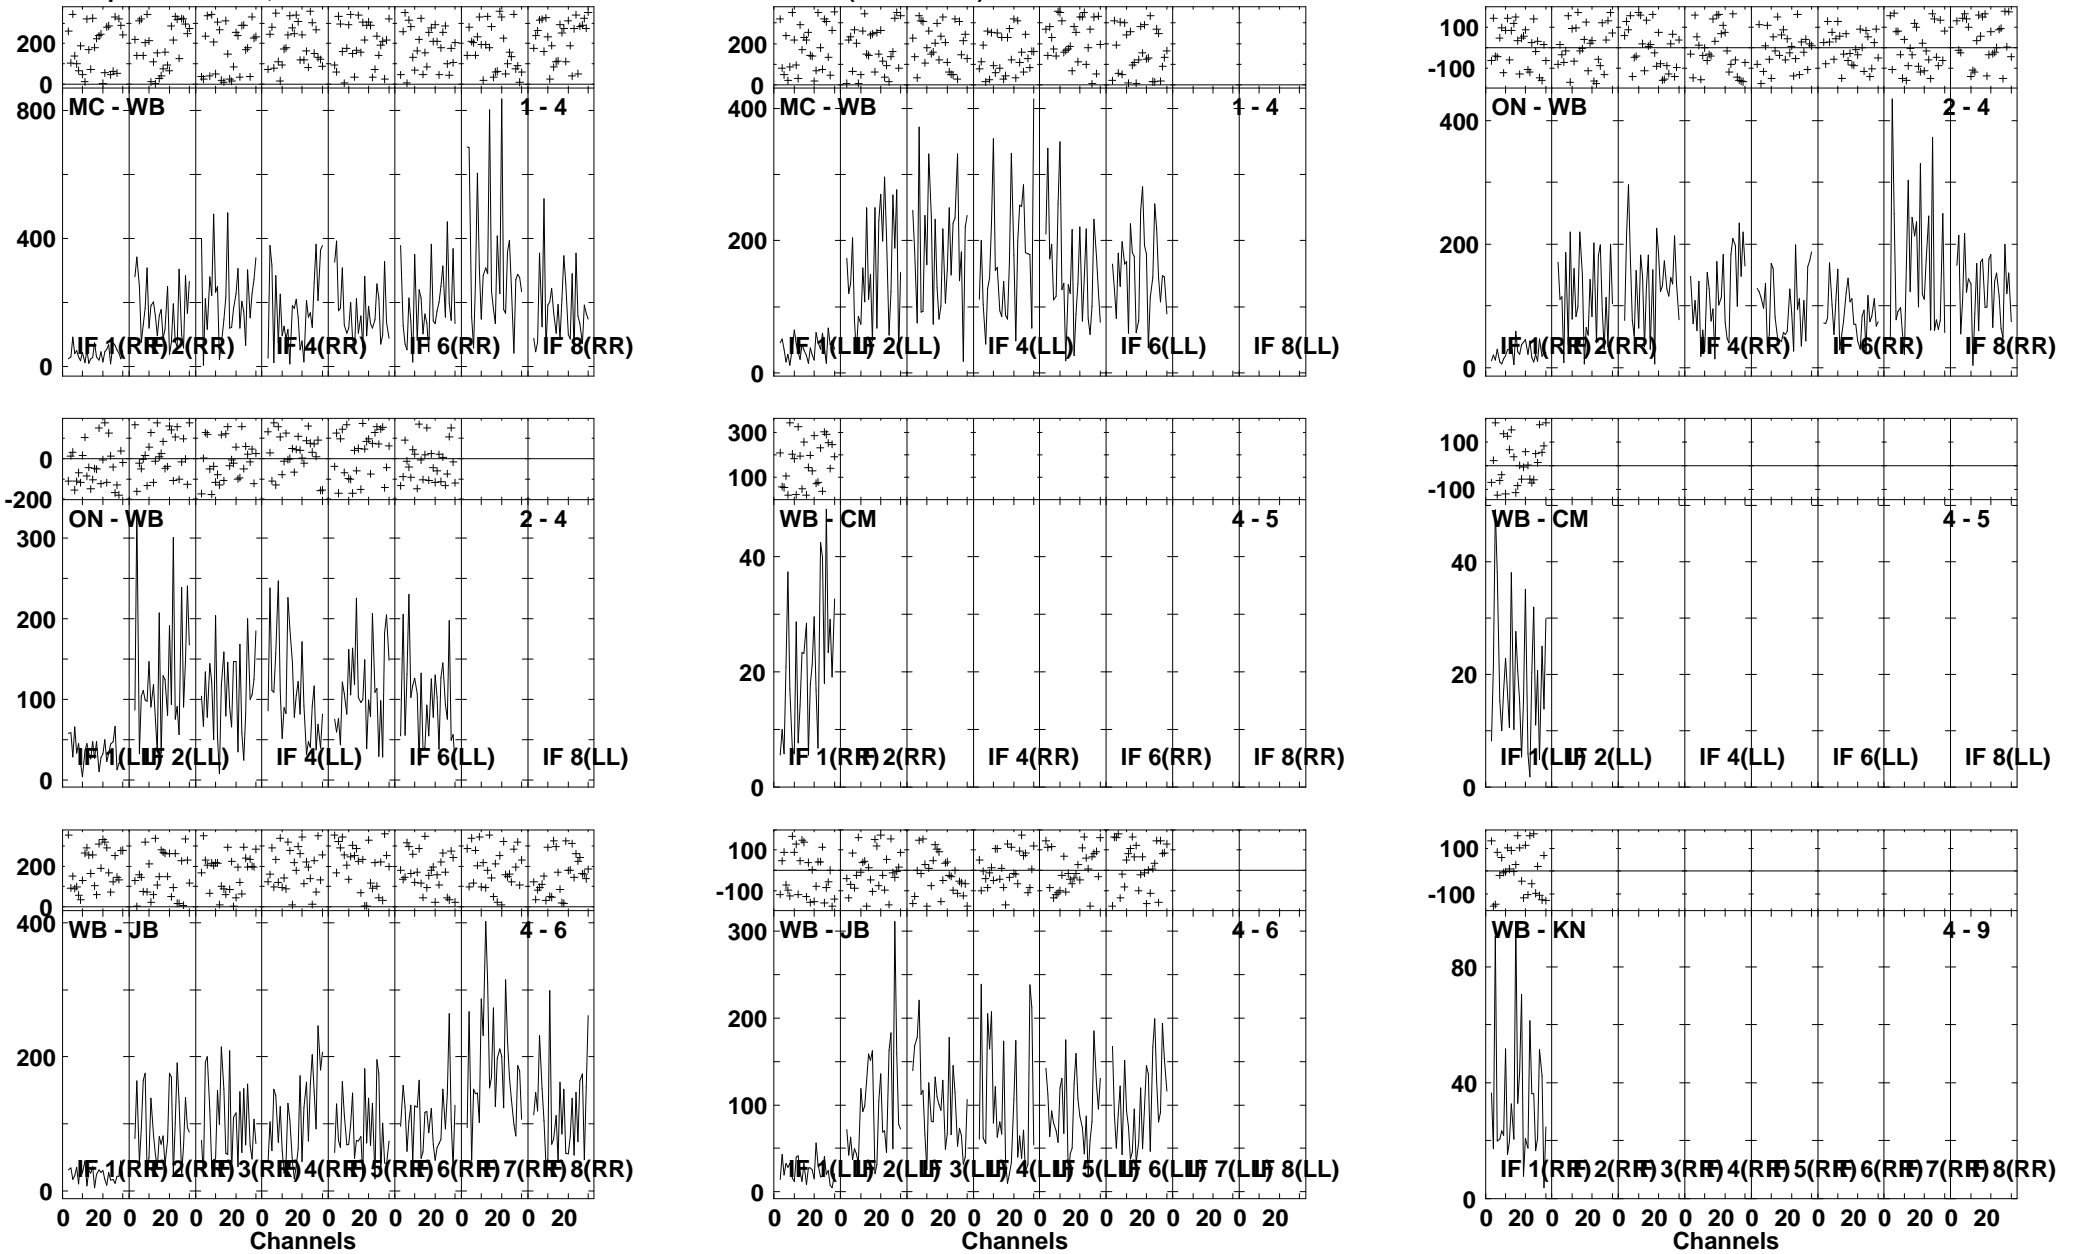 200
0
MC - WB 1 - 4
800
400
0
IF 1(RR) IF 2(RR) IF 4(RR) IF 6(RR) IF 8(RR)
200
0
MC - WB 1 - 4
400
200
0
IF 1(LL) IF 2(LL) IF 4(LL) IF 6(LL) IF 8(LL)
100
-100
ON - WB 2 - 4
400
200
0
IF 1(RR) IF 2(RR) IF 4(RR) IF 6(RR) IF 8(RR)
0
-200
ON - WB 2 - 4
300
200
100
0
IF 1(LL) IF 2(LL) IF 4(LL) IF 6(LL) IF 8(LL)
300
100
WB - CM 4 - 5
40
20
0
IF 1(RR) IF 2(RR) IF 4(RR) IF 6(RR) IF 8(RR)
100
-100
WB - CM 4 - 5
40
20
0
IF 1(LL) IF 2(LL) IF 4(LL) IF 6(LL) IF 8(LL)
200
0
WB - JB 4 - 6
400
200
0
IF 1(RR) IF 2(RR) IF 3(RR) IF 4(RR) IF 5(RR) IF 6(RR) IF 7(RR) IF 8(RR)
0 20 0 20 0 20 0 20 0 20 0 20 0 20 0 20
Channels
100
-100
WB - JB 4 - 6
300
200
100
0
IF 1(LL) IF 2(LL) IF 3(LL) IF 4(LL) IF 5(LL) IF 6(LL) IF 7(LL) IF 8(LL)
0 20 0 20 0 20 0 20 0 20 0 20 0 20 0 20
Channels
100
-100
WB - KN 4 - 9
80
40
0
IF 1(RR) IF 2(RR) IF 3(RR) IF 4(RR) IF 5(RR) IF 6(RR) IF 7(RR) IF 8(RR)
0 20 0 20 0 20 0 20 0 20 0 20 0 20 0 20
Channels